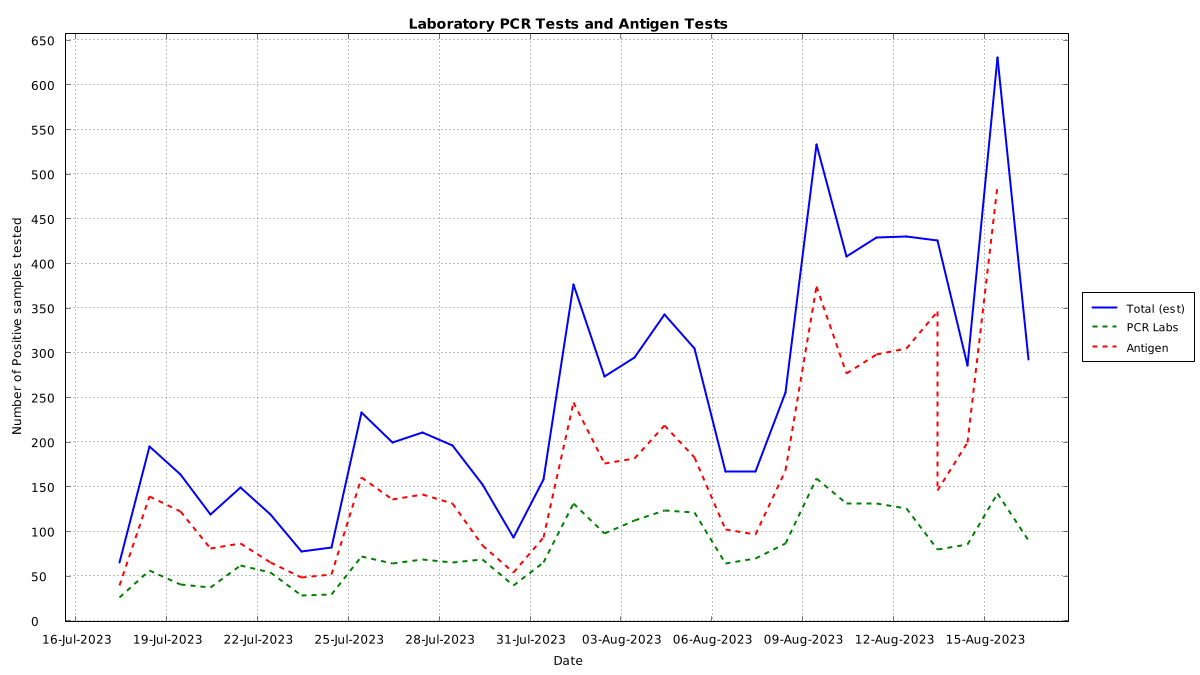 Laboratory PCR Tests and Antigen Tests
650
600
550
500
450
400
350
300
250
200
150
100
50
0
Number of Positive samples tested
16-Jul-2023 19-Jul-2023 22-Jul-2023 25-Jul-2023 28-Jul-2023 31-Jul-2023 03-Aug-2023 06-Aug-2023 09-Aug-2023 12-Aug-2023 15-Aug-2023
Date
Total (est)
PCR Labs
Antigen